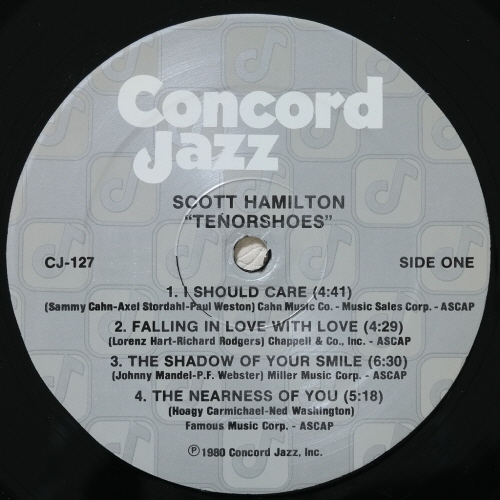 Concord
Jazz
SCOTT HAMILTON
"TENORSHOES"
CJ-127
SIDE ONE
1. I SHOULD CARE (4:41)
(Sammy Cahn-Axel Stordahl-Paul Weston) Cahn Music Co. - Music Sales Corp. - ASCAP
2. FALLING IN LOVE WITH LOVE (4:29)
(Lorenz Hart-Richard Rodgers) Chappell & Co., Inc. - ASCAP
3. THE SHADOW OF YOUR SMILE (6:30)
(Johnny Mandel-P.F. Webster) Miller Music Corp. - ASCAP
4. THE NEARNESS OF YOU (5:18)
(Hoagy Carmichael-Ned Washington)
Famous Music Corp. - ASCAP
℗ 1980 Concord Jazz, Inc.